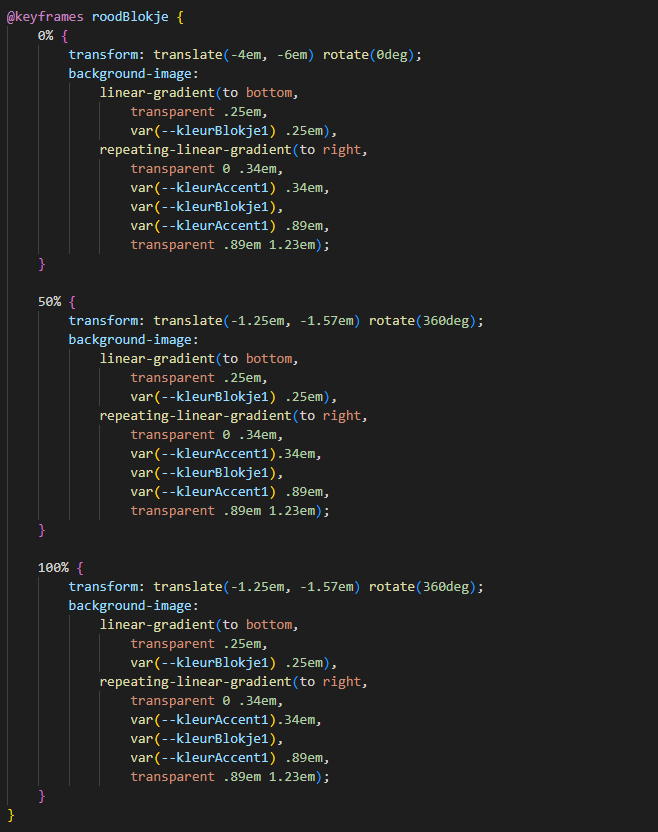 @keyframes roodBlokje {
    0% {
        transform: translate(-4em, -6em) rotate(0deg);
        background-image:
            linear-gradient(to bottom,
                transparent .25em,
                var(--kleurBlokje1) .25em),
            repeating-linear-gradient(to right,
                transparent 0 .34em,
                var(--kleurAccent1) .34em,
                var(--kleurBlokje1),
                var(--kleurAccent1) .89em,
                transparent .89em 1.23em);
    }

    50% {
        transform: translate(-1.25em, -1.57em) rotate(360deg);
        background-image:
            linear-gradient(to bottom,
                transparent .25em,
                var(--kleurBlokje1) .25em),
            repeating-linear-gradient(to right,
                transparent 0 .34em,
                var(--kleurAccent1).34em,
                var(--kleurBlokje1),
                var(--kleurAccent1) .89em,
                transparent .89em 1.23em);
    }

    100% {
        transform: translate(-1.25em, -1.57em) rotate(360deg);
        background-image:
            linear-gradient(to bottom,
                transparent .25em,
                var(--kleurBlokje1) .25em),
            repeating-linear-gradient(to right,
                transparent 0 .34em,
                var(--kleurAccent1).34em,
                var(--kleurBlokje1),
                var(--kleurAccent1) .89em,
                transparent .89em 1.23em);
    }
}